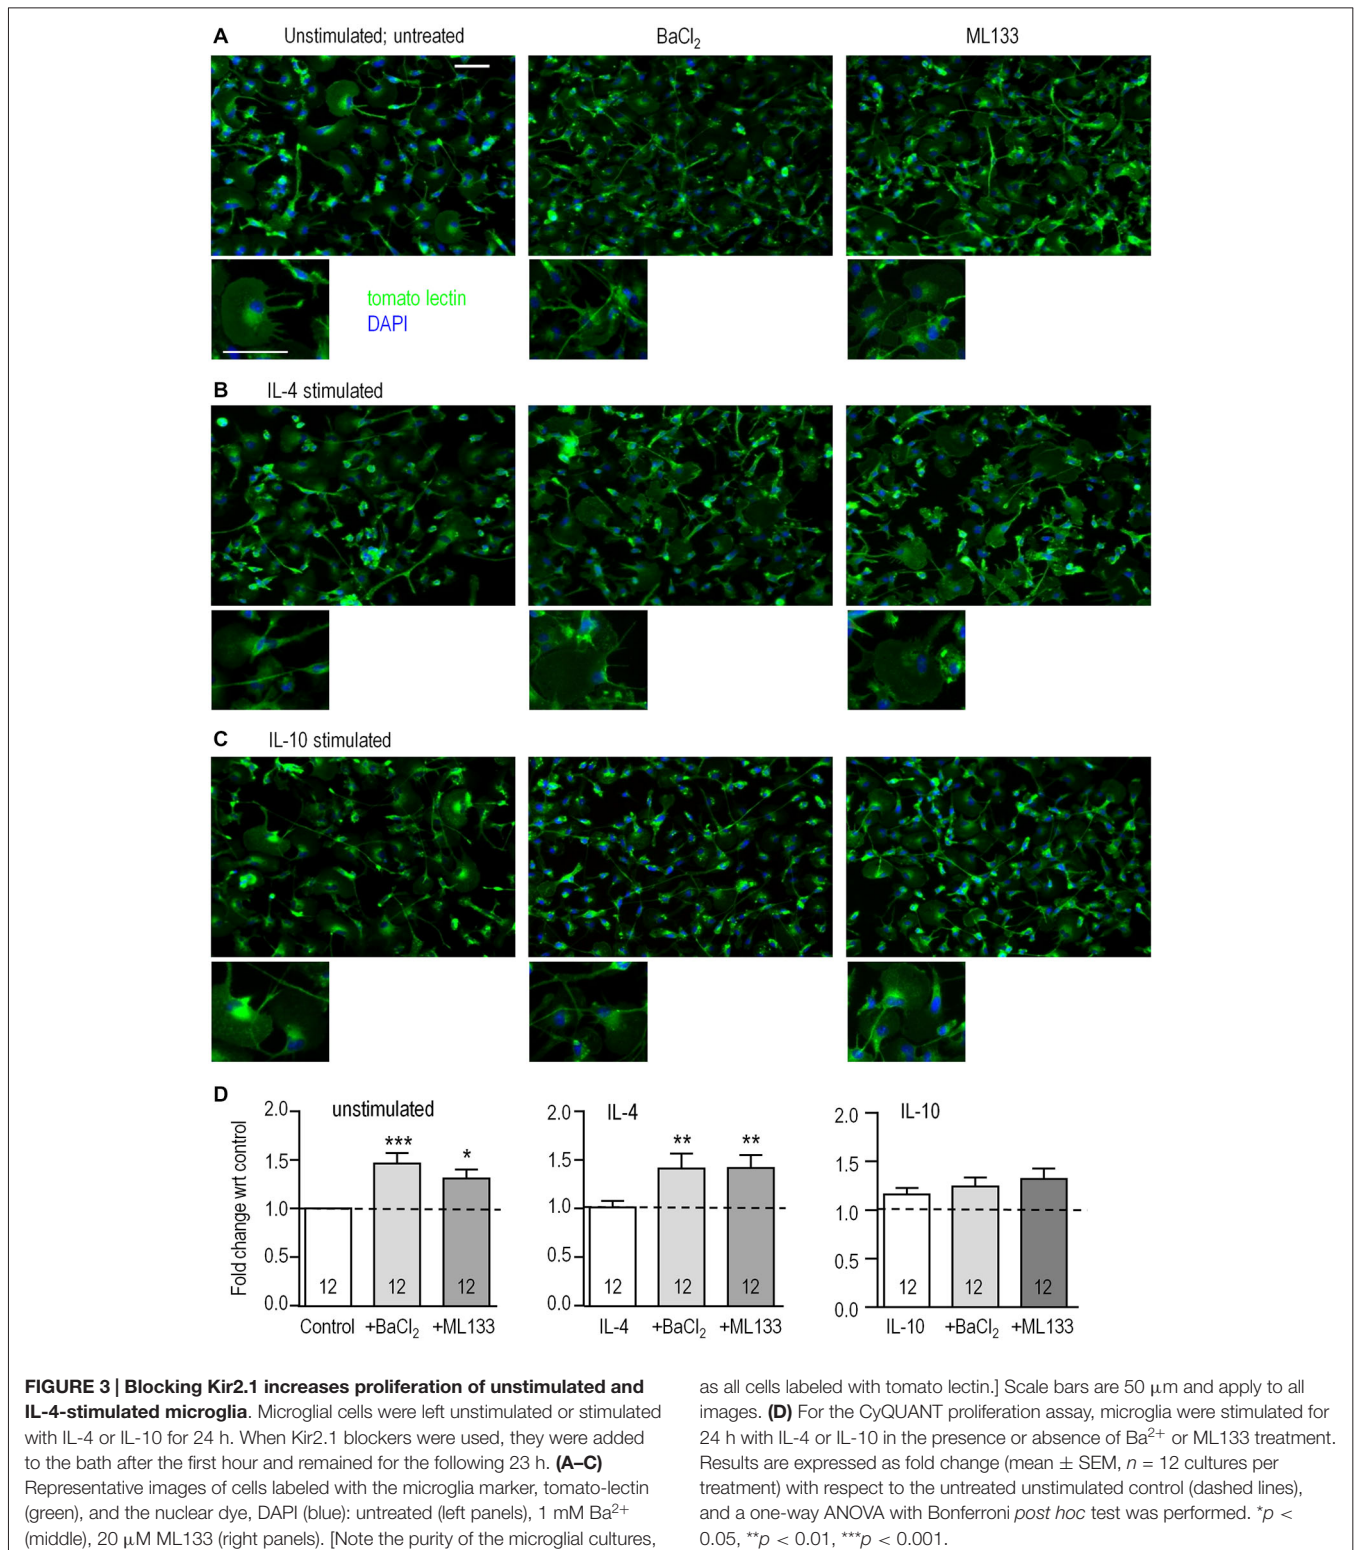 A Unstimulated; untreated BaCl₂ ML133
tomato lectin
DAPI
B IL-4 stimulated
C IL-10 stimulated
D
unstimulated
Fold change wrt control
2.0
1.5
1.0
0.5
0.0
***
*
12 12 12
Control +BaCl₂ +ML133
IL-4
2.0
1.5
1.0
0.5
0.0
** **
12 12 12
IL-4 +BaCl₂ +ML133
IL-10
2.0
1.5
1.0
0.5
0.0
12 12 12
IL-10 +BaCl₂ +ML133
FIGURE 3 | Blocking Kir2.1 increases proliferation of unstimulated and
IL-4-stimulated microglia. Microglial cells were left unstimulated or stimulated
with IL-4 or IL-10 for 24 h. When Kir2.1 blockers were used, they were added
to the bath after the first hour and remained for the following 23 h. (A–C)
Representative images of cells labeled with the microglia marker, tomato-lectin
(green), and the nuclear dye, DAPI (blue): untreated (left panels), 1 mM Ba²⁺
(middle), 20 μM ML133 (right panels). [Note the purity of the microglial cultures,
as all cells labeled with tomato lectin.] Scale bars are 50 μm and apply to all
images. (D) For the CyQUANT proliferation assay, microglia were stimulated for
24 h with IL-4 or IL-10 in the presence or absence of Ba²⁺ or ML133 treatment.
Results are expressed as fold change (mean ± SEM, n = 12 cultures per
treatment) with respect to the untreated unstimulated control (dashed lines),
and a one-way ANOVA with Bonferroni post hoc test was performed. *p <
0.05, **p < 0.01, ***p < 0.001.